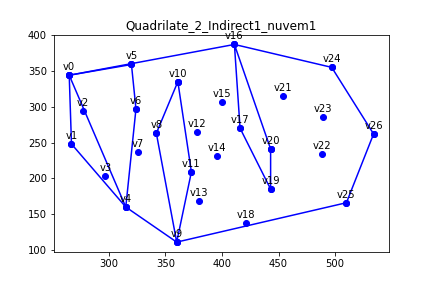 Quadrilate_2_Indirect1_nuvem1
400
350
300
250
200
150
100
300
350
400
450
500
v0
v1
v2
v3
v4
v5
v6
v7
v8
v9
v10
v11
v12
v13
v14
v15
v16
v17
v18
v19
v20
v21
v22
v23
v24
v25
v26